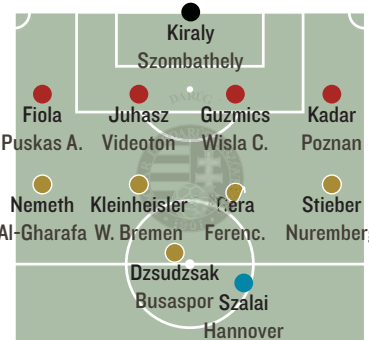 Kiraly
Szombathely
Fiola Juhasz Guzmics Kadar
Puskas A. Videoton Wisla C. Poznan
Nemeth Kleinheisler Gera Stieber
Al-Gharafa W. Bremen Ferenc. Nuremberg
Dzsudzsak
Busaspor
Szalai
Hannover